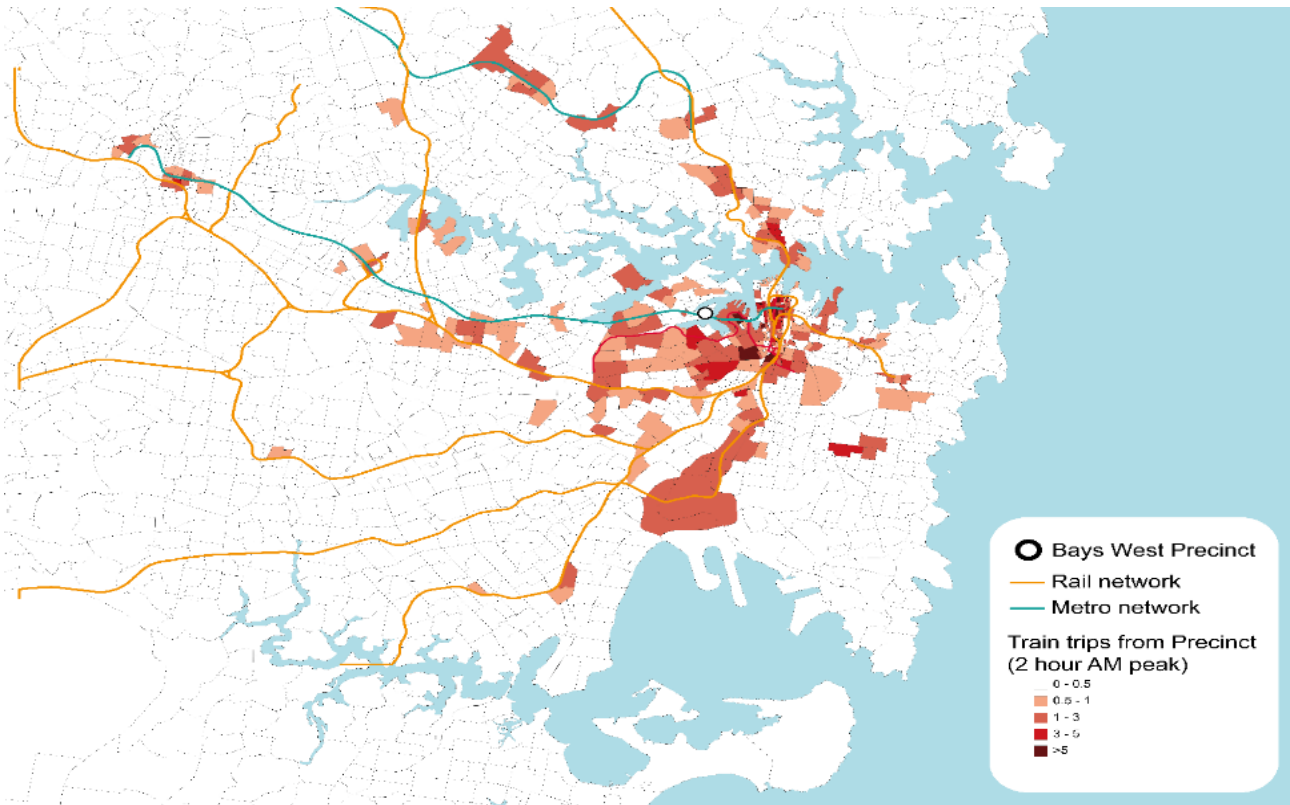 Bays West Precinct
Rail network
Metro network
Train trips from Precinct
(2 hour AM peak)
0 - 0.5
0.5 - 1
1 - 3
3 - 5
>5